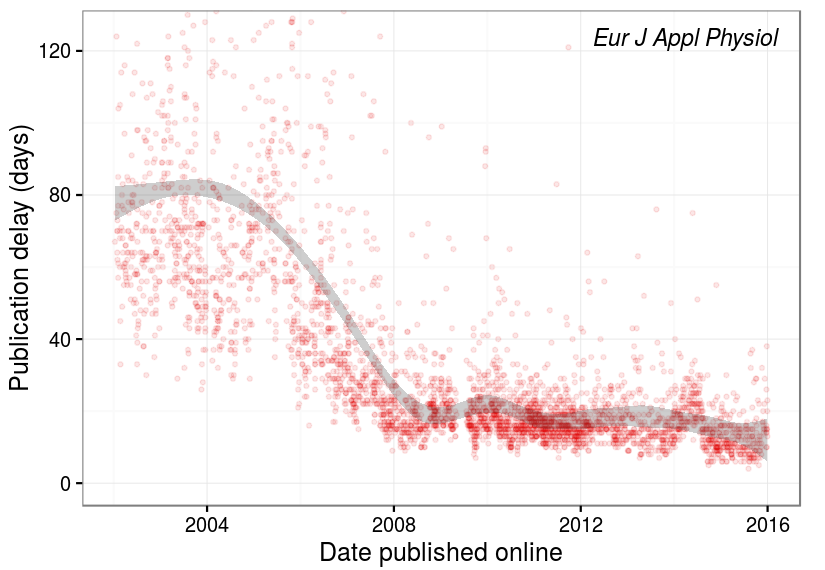 Eur J Appl Physiol
Publication delay (days)
120
80
40
0
2004 2008 2012 2016
Date published online